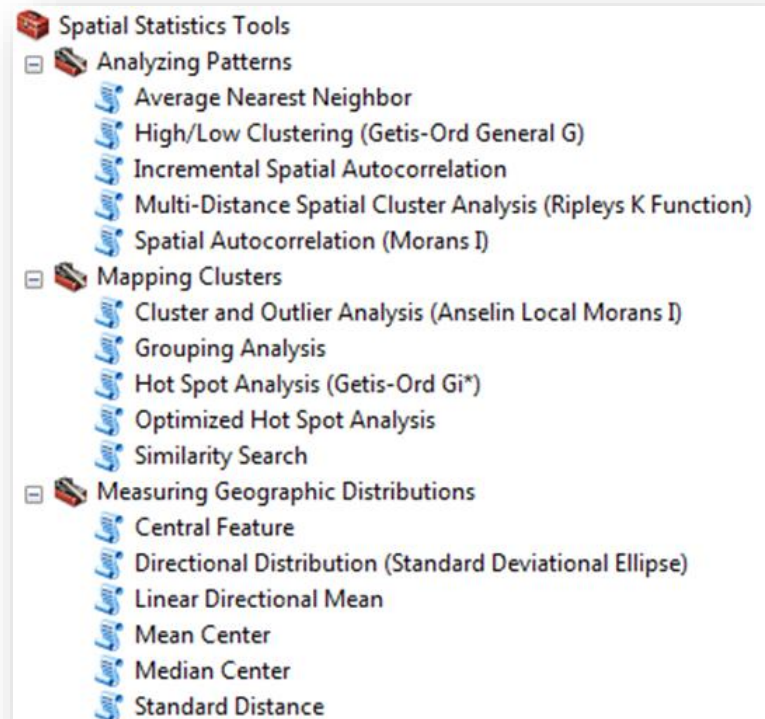 Spatial Statistics Tools
Analyzing Patterns
Average Nearest Neighbor
High/Low Clustering (Getis-Ord General G)
Incremental Spatial Autocorrelation
Multi-Distance Spatial Cluster Analysis (Ripleys K Function)
Spatial Autocorrelation (Morans I)
Mapping Clusters
Cluster and Outlier Analysis (Anselin Local Morans I)
Grouping Analysis
Hot Spot Analysis (Getis-Ord Gi*)
Optimized Hot Spot Analysis
Similarity Search
Measuring Geographic Distributions
Central Feature
Directional Distribution (Standard Deviational Ellipse)
Linear Directional Mean
Mean Center
Median Center
Standard Distance